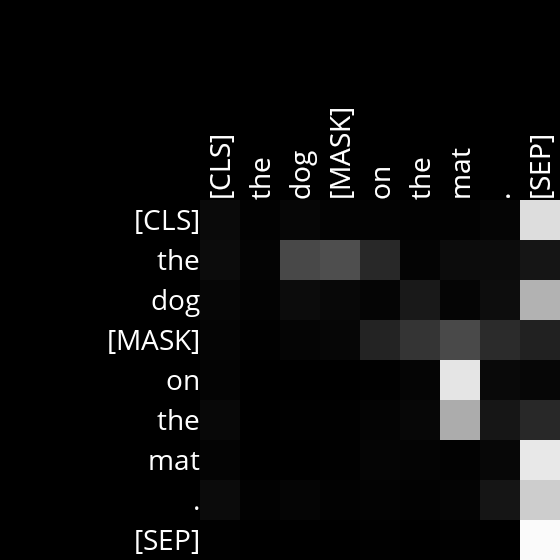 [CLS] the dog [MASK] on the mat . [SEP]
[CLS]
the
dog
[MASK]
on
the
mat
.
[SEP]